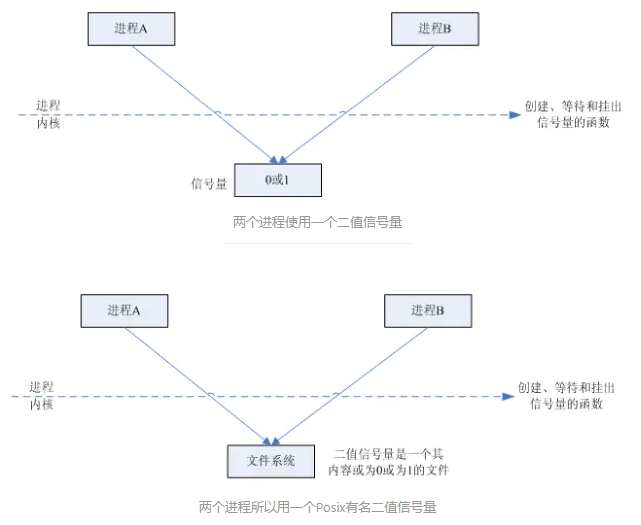 进程A
进程B
进程
内核
创建、等待和挂出
信号量的函数
信号量
0或1
两个进程使用一个二值信号量
进程A
进程B
进程
内核
创建、等待和挂出
信号量的函数
文件系统
二值信号量是一个其
内容或为0或为1的文件
两个进程所以用一个Posix有名二值信号量